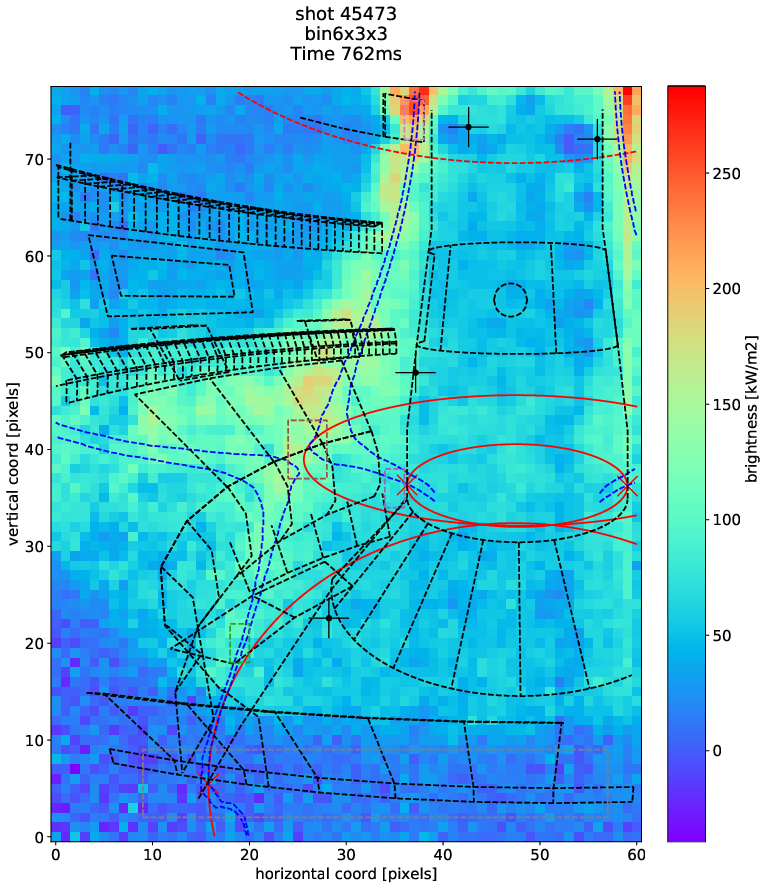 shot 45473
bin6x3x3
Time 762ms
70
60
50
40
30
20
10
0
vertical coord [pixels]
0 10 20 30 40 50 60
horizontal coord [pixels]
250
200
150
100
50
0
brightness [kW/m2]